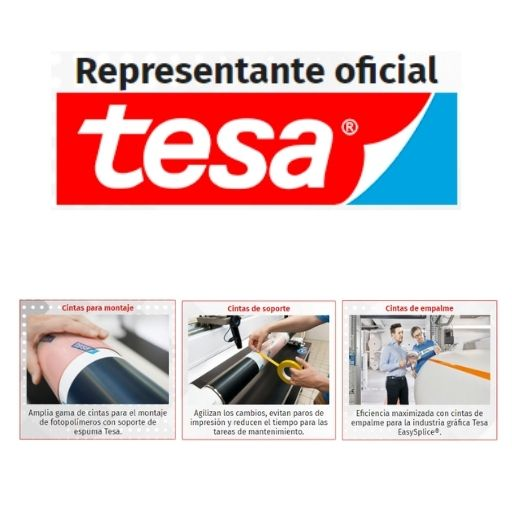 Representante oficial
tesa®
Cintas para montaje
tesa
Amplia gama de cintas para el montaje
de fotopolímeros con soporte de
espuma Tesa.
Cintas de soporte
Agilizan los cambios, evitan paros de
impresión y reducen el tiempo para las
tareas de mantenimiento.
Cintas de empalme
Eficiencia maximizada con cintas de
empalme para la industria gráfica Tesa
EasySplice®.